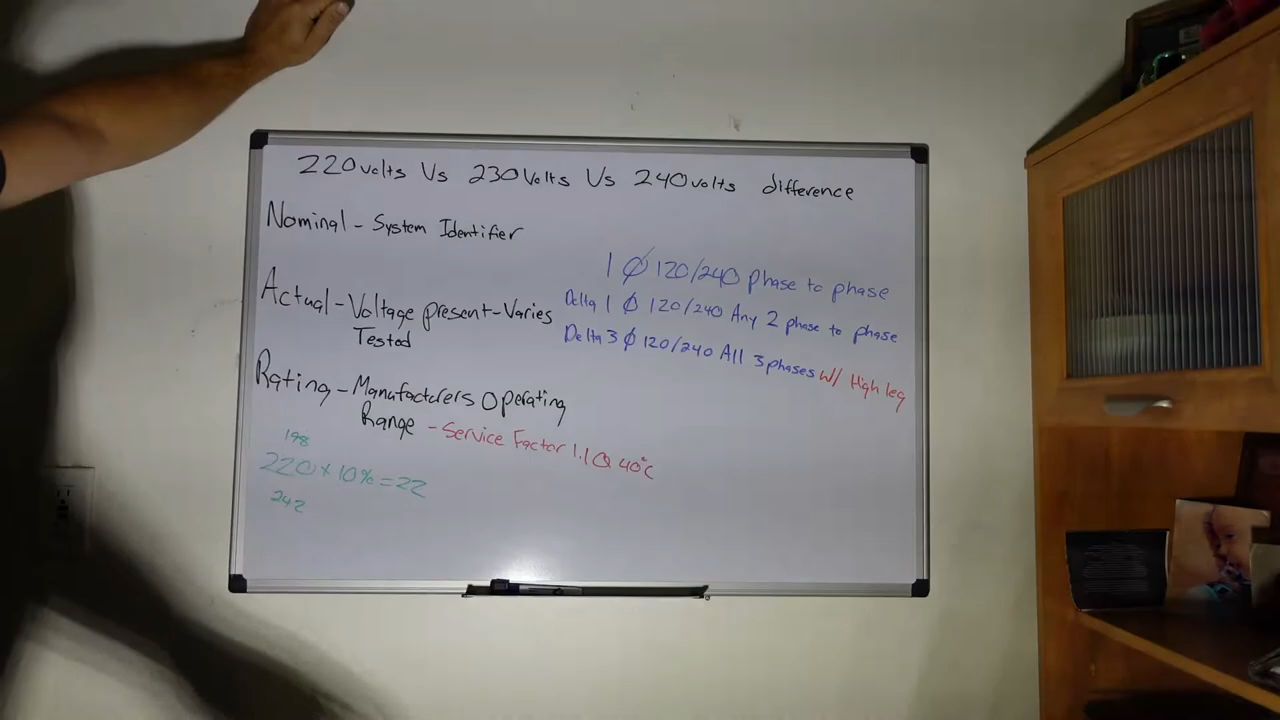 220volts Vs 230Volts Vs 240volts difference
Nominal - System Identifier
1 Ø 120/240 phase to phase
Actual - Voltage present - Varies
Tested
Delta 1 Ø 120/240 Any 2 phase to phase
Delta 3 Ø 120/240 All 3 phases w/ High leg
Rating - Manufacturers Operating
Range - Service Factor 1.1 @ 40°C
198
220 x 10% = 22
242